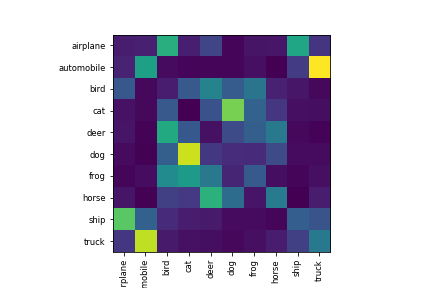 airplane
automobile
bird
cat
deer
dog
frog
horse
ship
truck
rplane
mobile
bird
cat
deer
dog
frog
horse
ship
truck